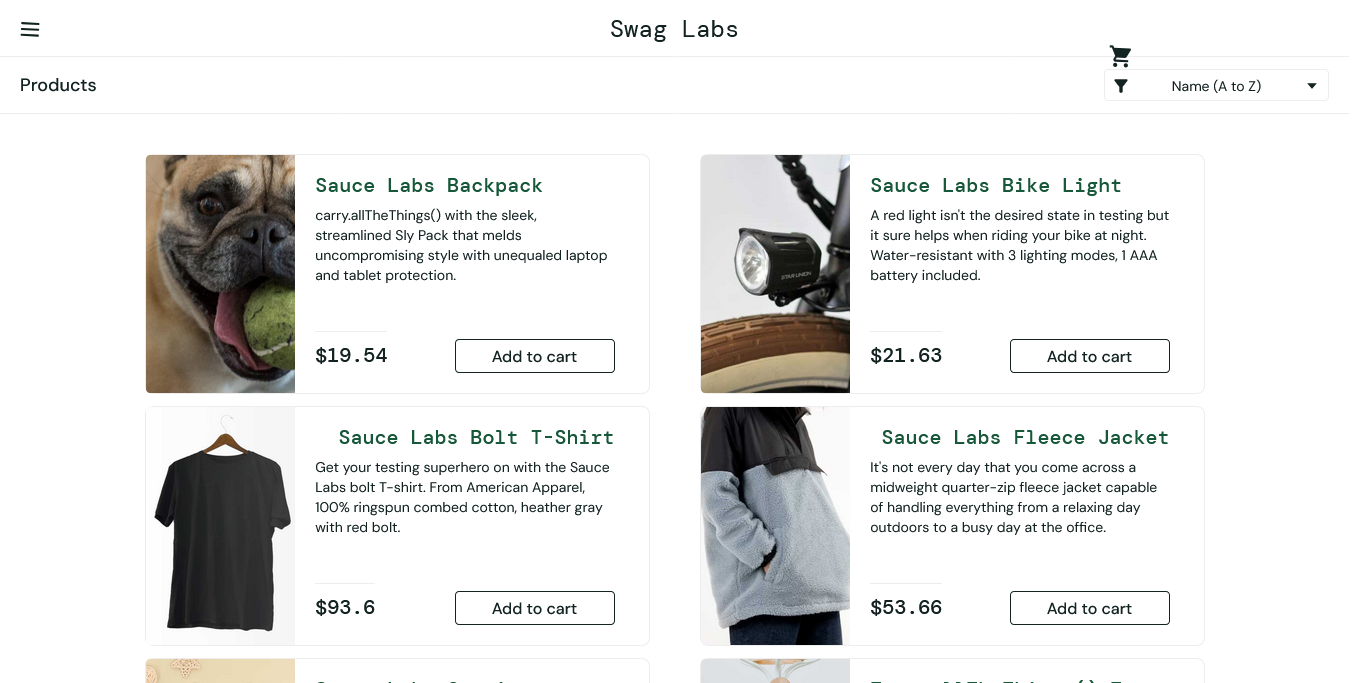 Swag Labs
Products
Name (A to Z)
Sauce Labs Backpack
carry.allTheThings() with the sleek,
streamlined Sly Pack that melds
uncompromising style with unequaled laptop
and tablet protection.
$19.54
Add to cart
Sauce Labs Bike Light
A red light isn't the desired state in testing but
it sure helps when riding your bike at night.
Water-resistant with 3 lighting modes, 1 AAA
battery included.
$21.63
Add to cart
STAR UNION
Sauce Labs Bolt T-Shirt
Get your testing superhero on with the Sauce
Labs bolt T-shirt. From American Apparel,
100% ringspun combed cotton, heather gray
with red bolt.
$93.6
Add to cart
Sauce Labs Fleece Jacket
It's not every day that you come across a
midweight quarter-zip fleece jacket capable
of handling everything from a relaxing day
outdoors to a busy day at the office.
$53.66
Add to cart